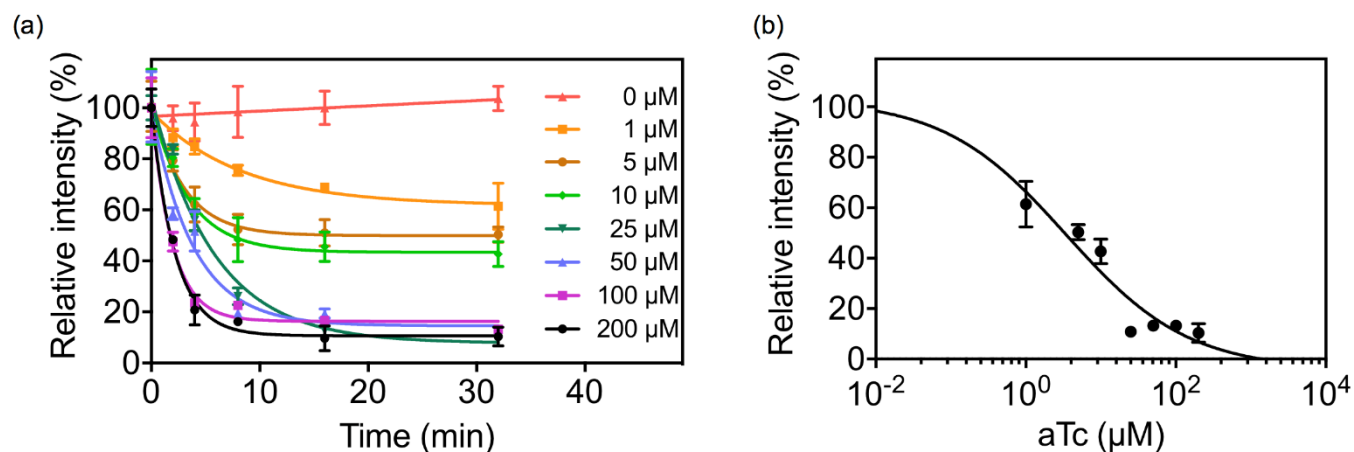 (a)
Relative intensity (%)
100
80
60
40
20
0
0
10
20
30
40
Time (min)
0 µM
1 µM
5 µM
10 µM
25 µM
50 µM
100 µM
200 µM
(b)
Relative intensity (%)
100
80
60
40
20
0
10⁻²
10⁰
10²
10⁴
aTc (µM)